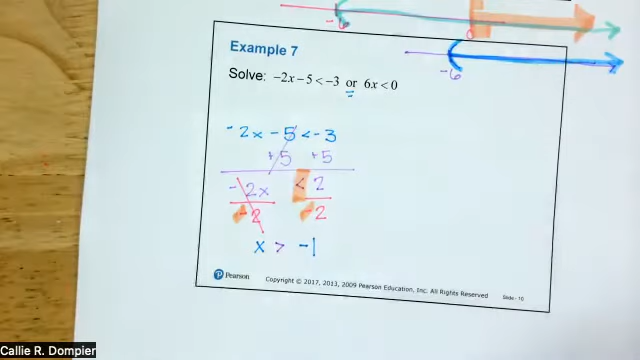 -6
0
-6
Example 7
Solve: −2x − 5 < −3 or 6x < 0
-2x - 5 < -3
+5 +5
-2x < 2
-2 -2
x > -1
Pearson Copyright © 2017, 2013, 2009 Pearson Education, Inc. All Rights Reserved Slide - 10
Callie R. Dompier